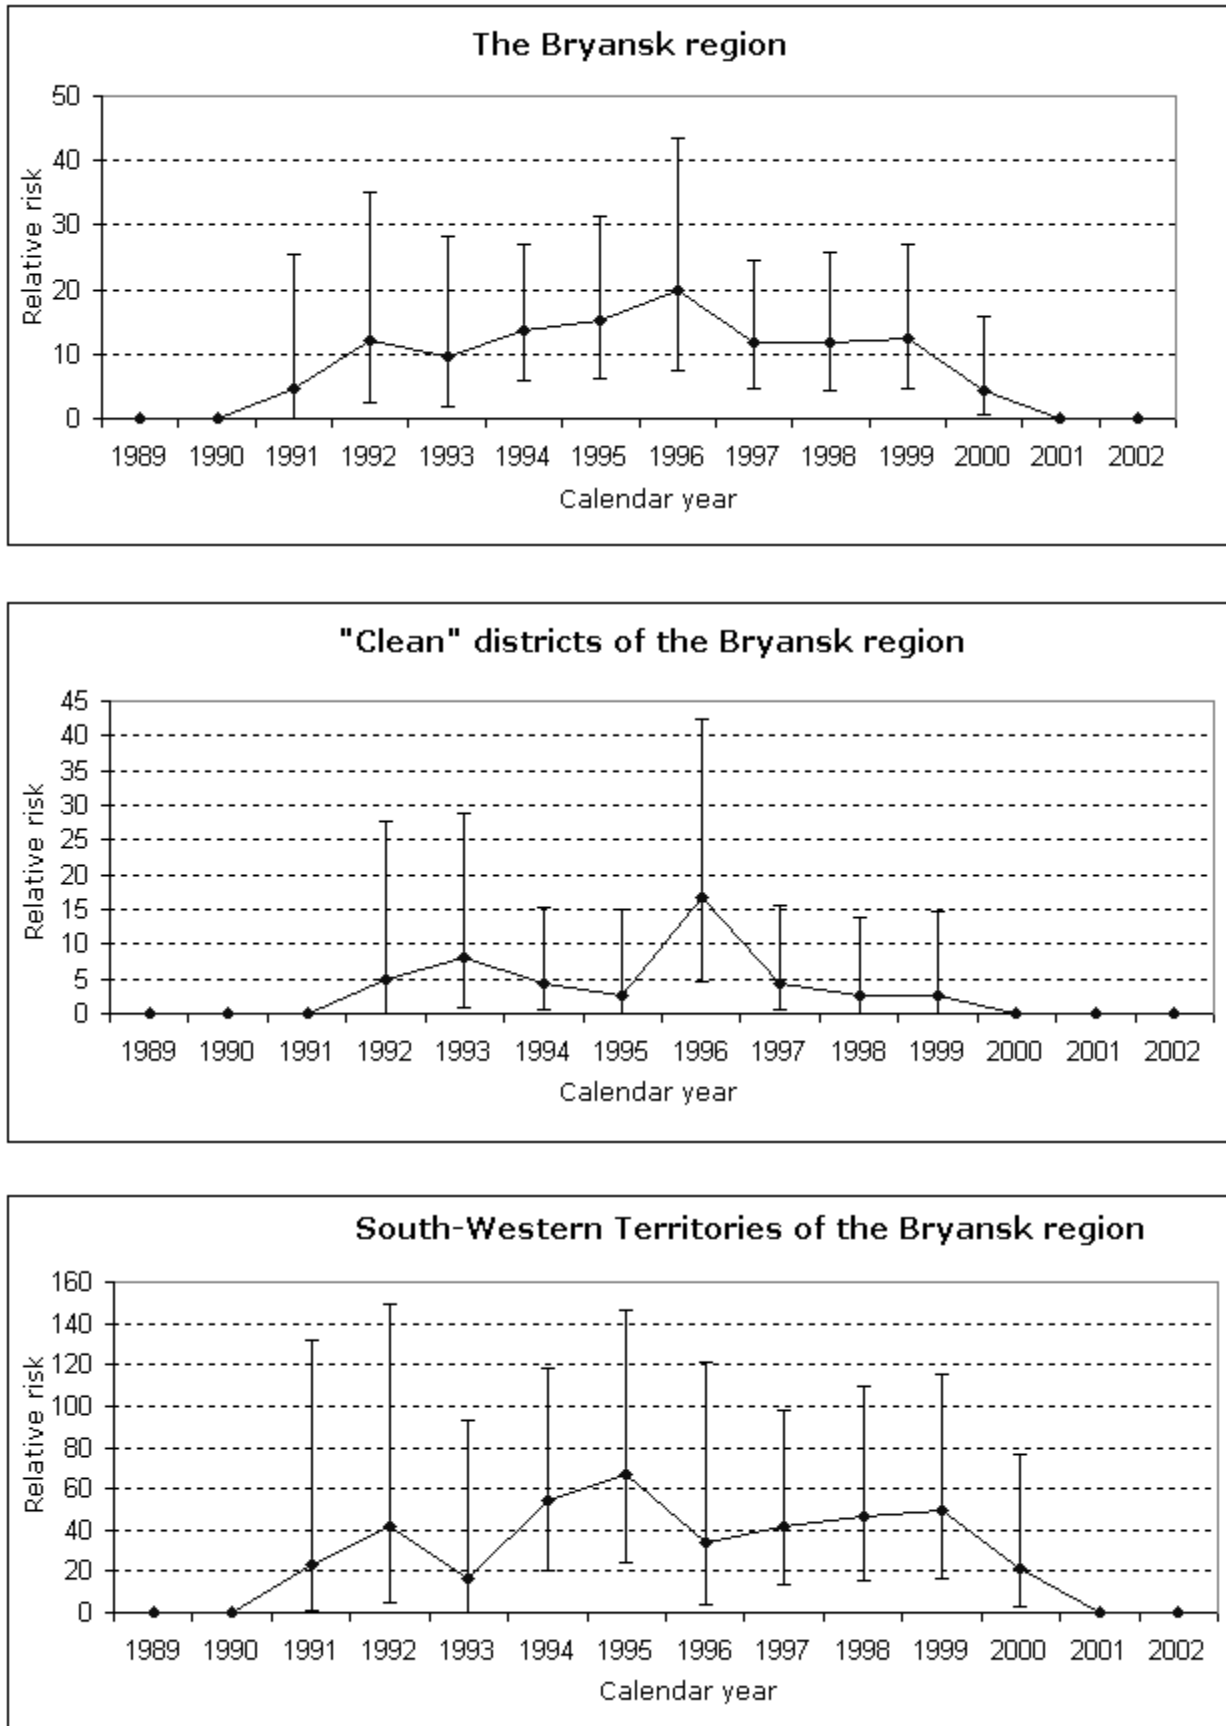 The Bryansk region
50
40
30
20
10
0
Relative risk
1989 1990 1991 1992 1993 1994 1995 1996 1997 1998 1999 2000 2001 2002
Calendar year
"Clean" districts of the Bryansk region
45
40
35
30
25
20
15
10
5
0
Relative risk
1989 1990 1991 1992 1993 1994 1995 1996 1997 1998 1999 2000 2001 2002
Calendar year
South-Western Territories of the Bryansk region
160
140
120
100
80
60
40
20
0
Relative risk
1989 1990 1991 1992 1993 1994 1995 1996 1997 1998 1999 2000 2001 2002
Calendar year